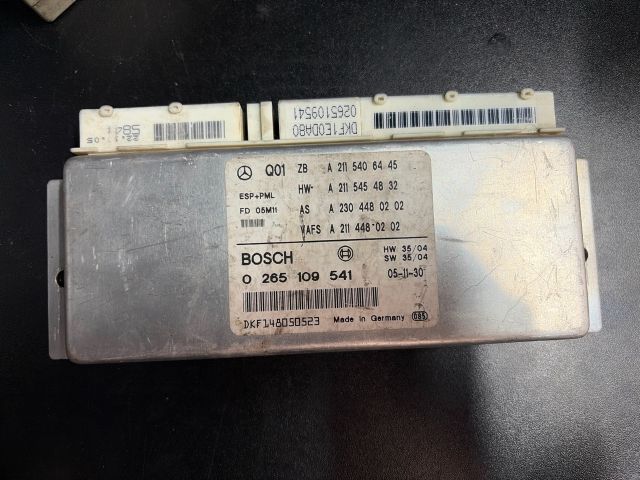 0265109541
DKF1E0DA80
Q01 ZB A 211 540 64 45
ESP+PML HW- A 211 545 48 32
FD 05M11 AS A 230 448 02 02
VAFS A 211 448 02 02
BOSCH HW 35/04
SW 35/04
0 265 109 541 05-11-30
DKF148050523 Made in Germany 085